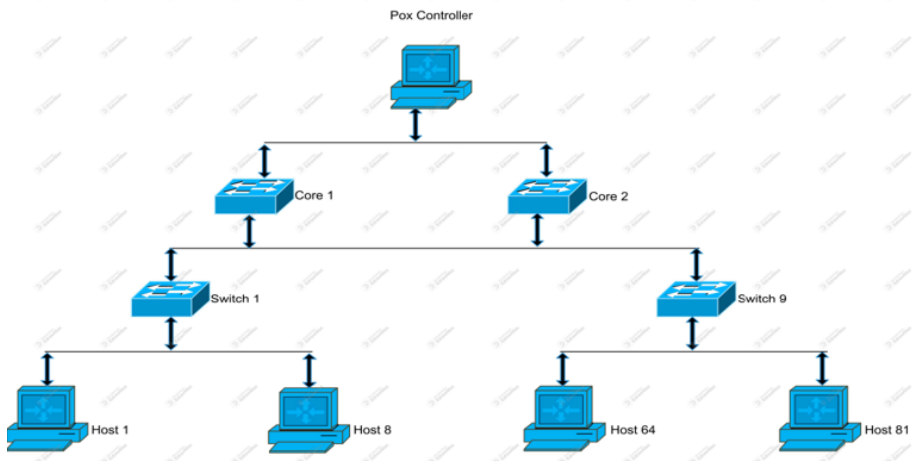 Pox Controller
Core 1
Core 2
Switch 1
Switch 9
Host 1
Host 8
Host 64
Host 81